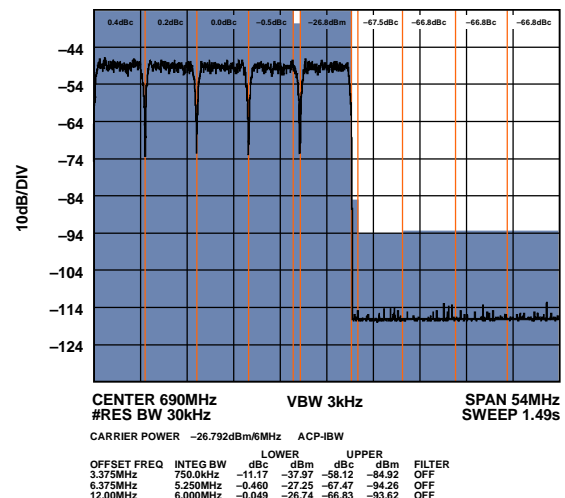 0.4dBc 0.2dBc 0.0dBc –0.5dBc –26.8dBm –67.5dBc –66.8dBc –66.8Bc –66.8dBc
–44
–54
–64
–74
–84
–94
–104
–114
–124
10dB/DIV
CENTER 690MHz VBW 3kHz SPAN 54MHz
#RES BW 30kHz SWEEP 1.49s
CARRIER POWER –26.792dBm/6MHz ACP-IBW
LOWER UPPER
OFFSET FREQ INTEG BW dBc dBm dBc dBm FILTER
3.375MHz 750.0kHz –11.17 –37.97 –58.12 –84.92 OFF
6.375MHz 5.250MHz –0.460 –27.25 –67.47 –94.26 OFF
12.00MHz 6.000MHz –0.049 –26.74 –66.83 –93.62 OFF